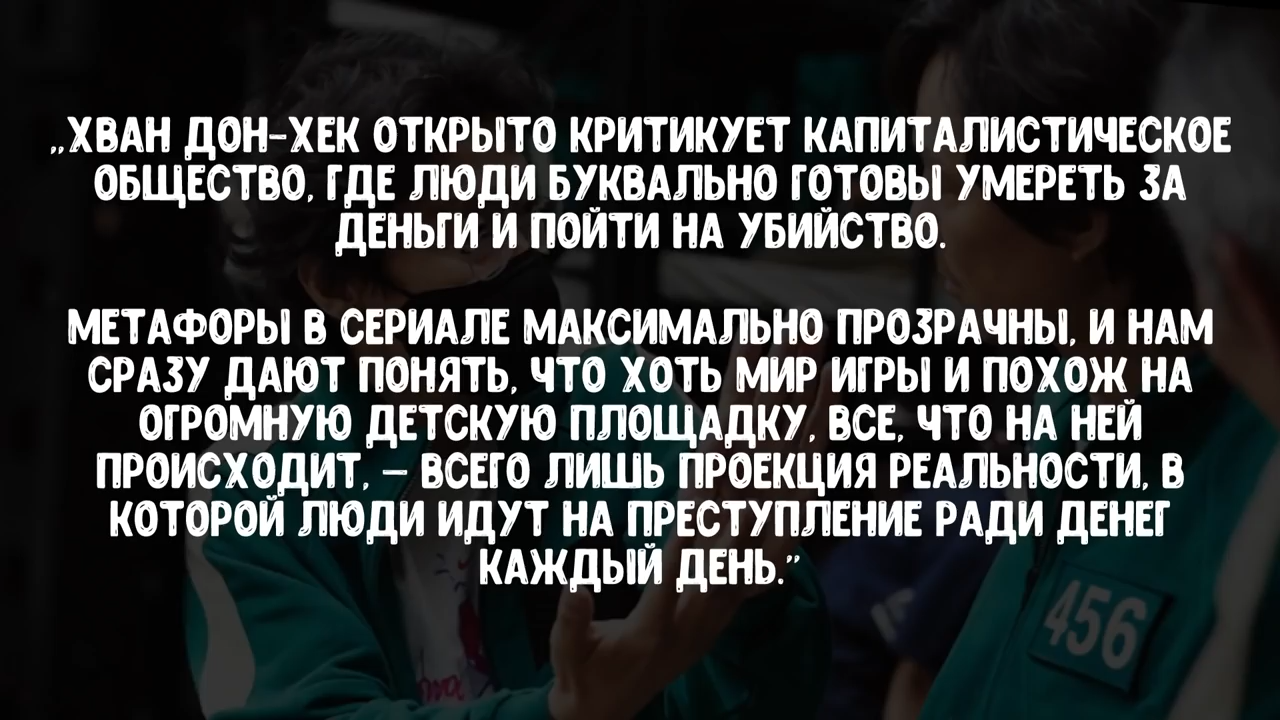 „ХВАН ДОН-ХЕК ОТКРЫТО КРИТИКУЕТ КАПИТАЛИСТИЧЕСКОЕ
ОБЩЕСТВО, ГДЕ ЛЮДИ БУКВАЛЬНО ГОТОВЫ УМЕРЕТЬ ЗА
ДЕНЬГИ И ПОЙТИ НА УБИЙСТВО.
МЕТАФОРЫ В СЕРИАЛЕ МАКСИМАЛЬНО ПРОЗРАЧНЫ, И НАМ
СРАЗУ ДАЮТ ПОНЯТЬ, ЧТО ХОТЬ МИР ИГРЫ И ПОХОЖ НА
ОГРОМНУЮ ДЕТСКУЮ ПЛОЩАДКУ, ВСЕ, ЧТО НА НЕЙ
ПРОИСХОДИТ, – ВСЕГО ЛИШЬ ПРОЕКЦИЯ РЕАЛЬНОСТИ, В
КОТОРОЙ ЛЮДИ ИДУТ НА ПРЕСТУПЛЕНИЕ РАДИ ДЕНЕГ
КАЖДЫЙ ДЕНЬ.”
456